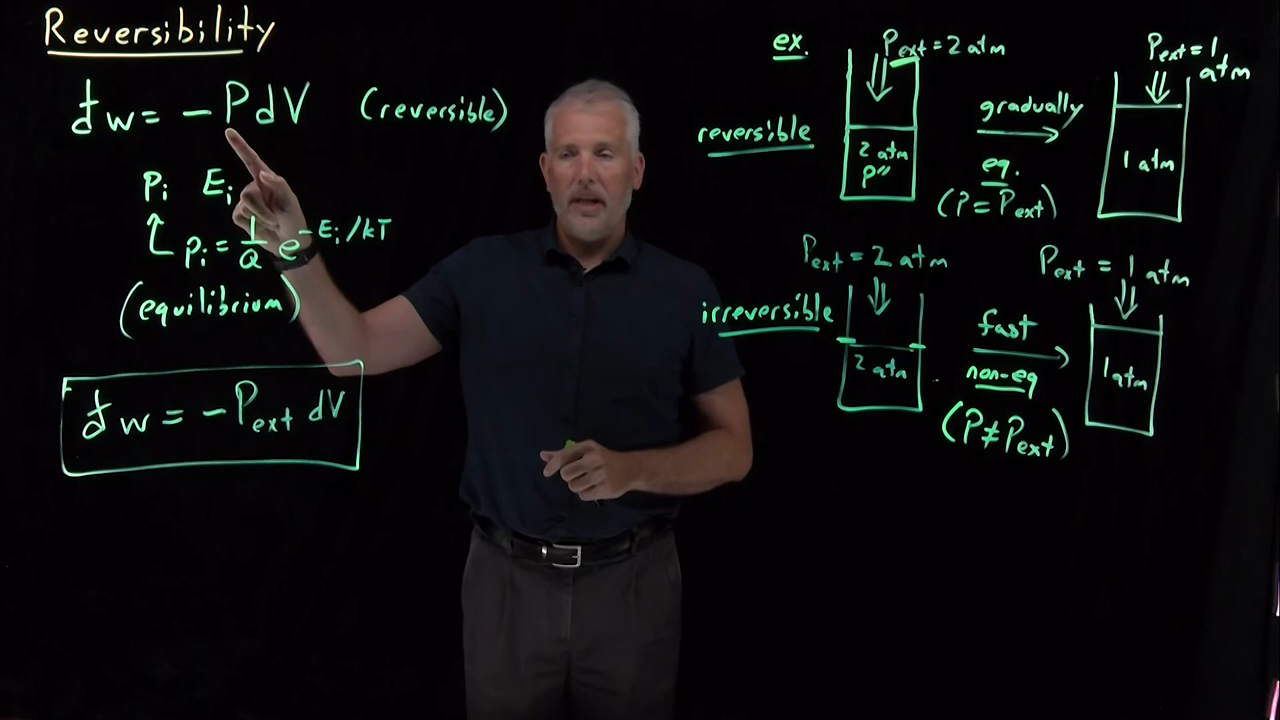 Reversibility
đw = -PdV (reversible)
pᵢ Eᵢ
↑ pᵢ = 1/Q e^-Eᵢ/kT
(equilibrium)
đw = -P_ext dV
ex.
P_ext = 2 atm
reversible
2 atm
P"
gradually
→
eq.
(P = P_ext)
P_ext = 1 atm
1 atm
P_ext = 2 atm
irreversible
2 atm
fast
→
non-eq
(P ≠ P_ext)
P_ext = 1 atm
1 atm